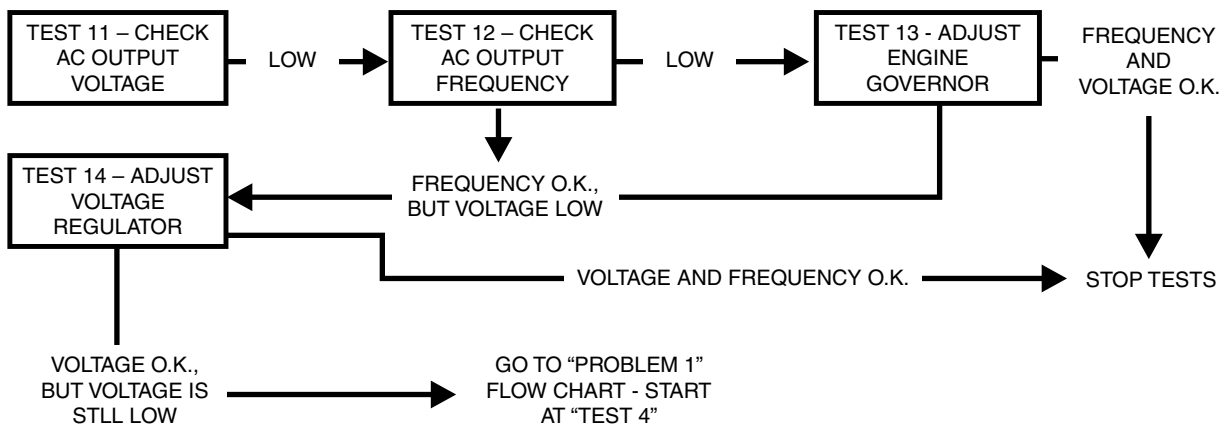 TEST 11 – CHECK
AC OUTPUT
VOLTAGE
LOW
TEST 12 – CHECK
AC OUTPUT
FREQUENCY
LOW
TEST 13 - ADJUST
ENGINE
GOVERNOR
FREQUENCY
AND
VOLTAGE O.K.
TEST 14 – ADJUST
VOLTAGE
REGULATOR
FREQUENCY O.K.,
BUT VOLTAGE LOW
VOLTAGE AND FREQUENCY O.K.
STOP TESTS
VOLTAGE O.K.,
BUT VOLTAGE IS
STLL LOW
GO TO “PROBLEM 1”
FLOW CHART - START
AT “TEST 4”